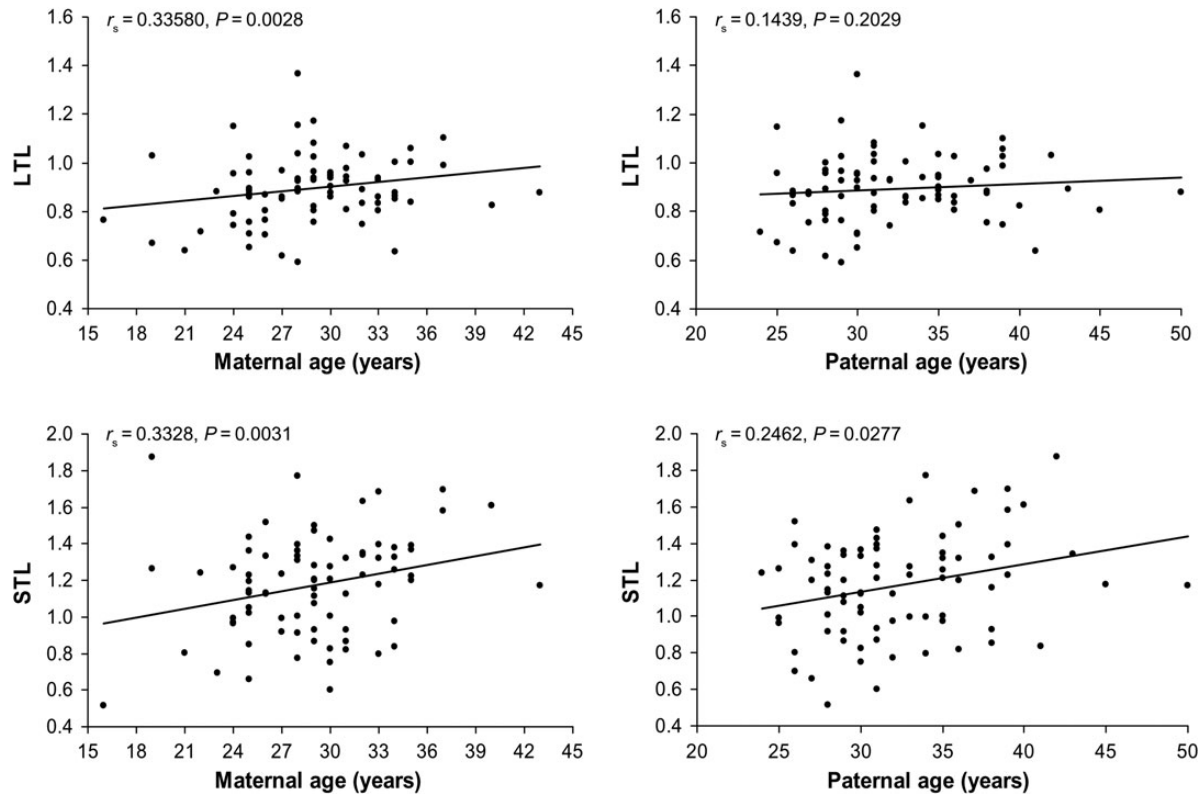 r_s = 0.33580, P = 0.0028
1.6
1.4
1.2
1.0
0.8
0.6
0.4
LTL
16 21 24 27 30 33 36 39 42 45
Maternal age (years)
r_s = 0.1439, P = 0.2029
1.6
1.4
1.2
1.0
0.8
0.6
0.4
LTL
20 25 30 35 40 45 50
Paternal age (years)
r_s = 0.3328, P = 0.0031
2.0
1.8
1.6
1.4
1.2
1.0
0.8
0.6
0.4
STL
16 21 24 27 30 33 36 39 42 45
Maternal age (years)
r_s = 0.2462, P = 0.0277
2.0
1.8
1.6
1.4
1.2
1.0
0.8
0.6
0.4
STL
20 25 30 35 40 45 50
Paternal age (years)